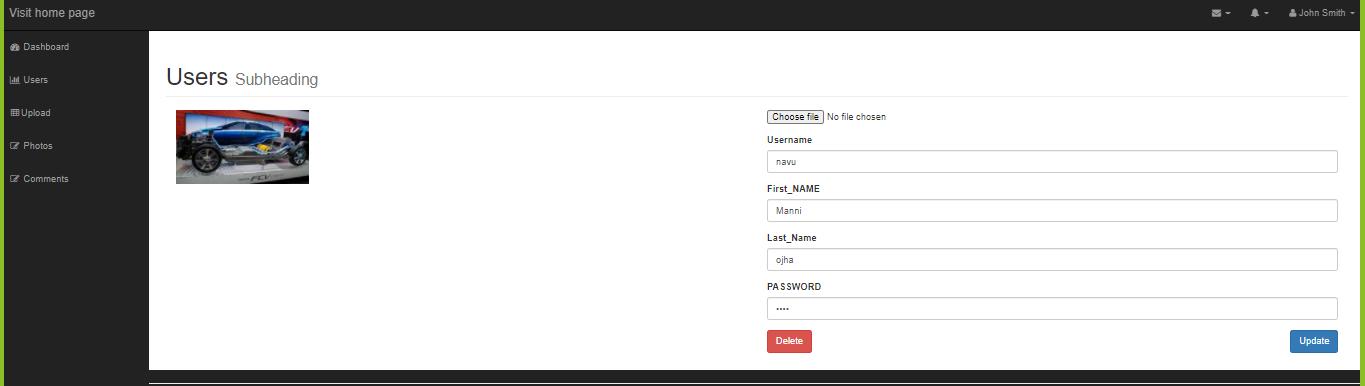 Visit home page
John Smith
Dashboard
Users
Upload
Photos
Comments
Users Subheading
FCV
Choose file No file chosen
Username
navu
First_NAME
Manni
Last_Name
ojha
PASSWORD
••••
Delete Update